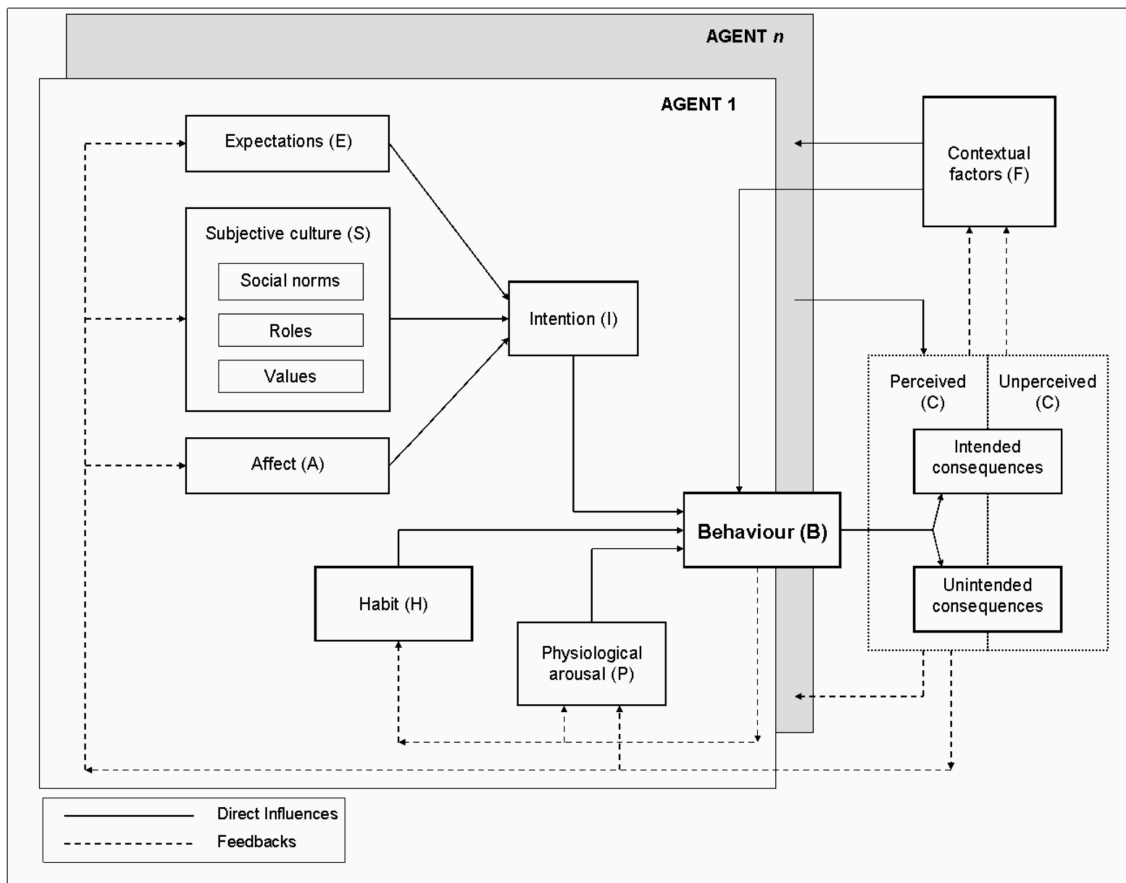 AGENT n
AGENT 1
Expectations (E)
Contextual
factors (F)
Subjective culture (S)
Social norms
Roles
Values
Intention (I)
Perceived
(C)
Unperceived
(C)
Intended
consequences
Affect (A)
Behaviour (B)
Unintended
consequences
Habit (H)
Physiological
arousal (P)
Direct Influences
Feedbacks